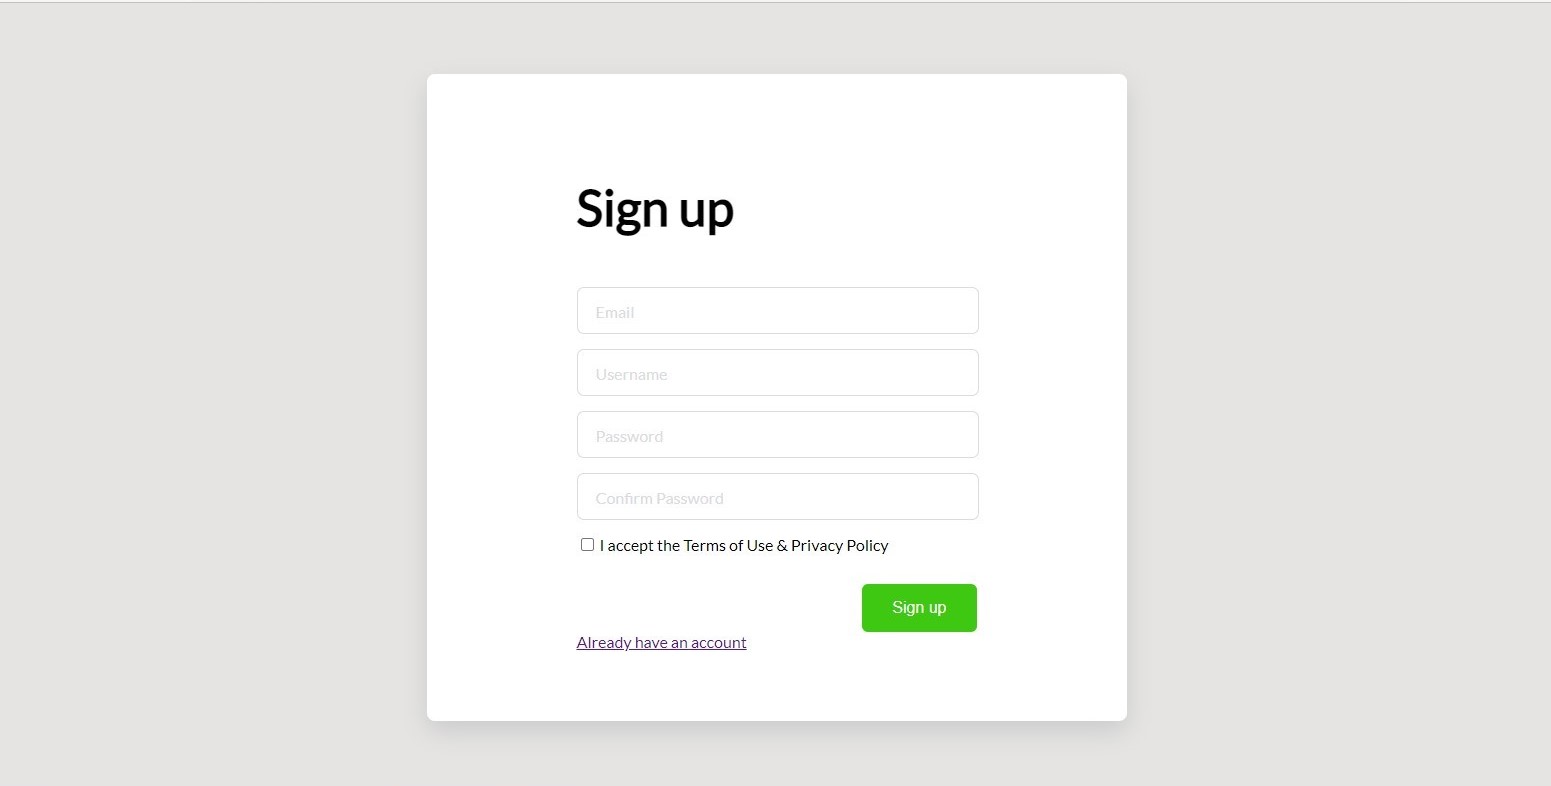 Sign up
Email
Username
Password
Confirm Password
I accept the Terms of Use & Privacy Policy
Sign up
Already have an account